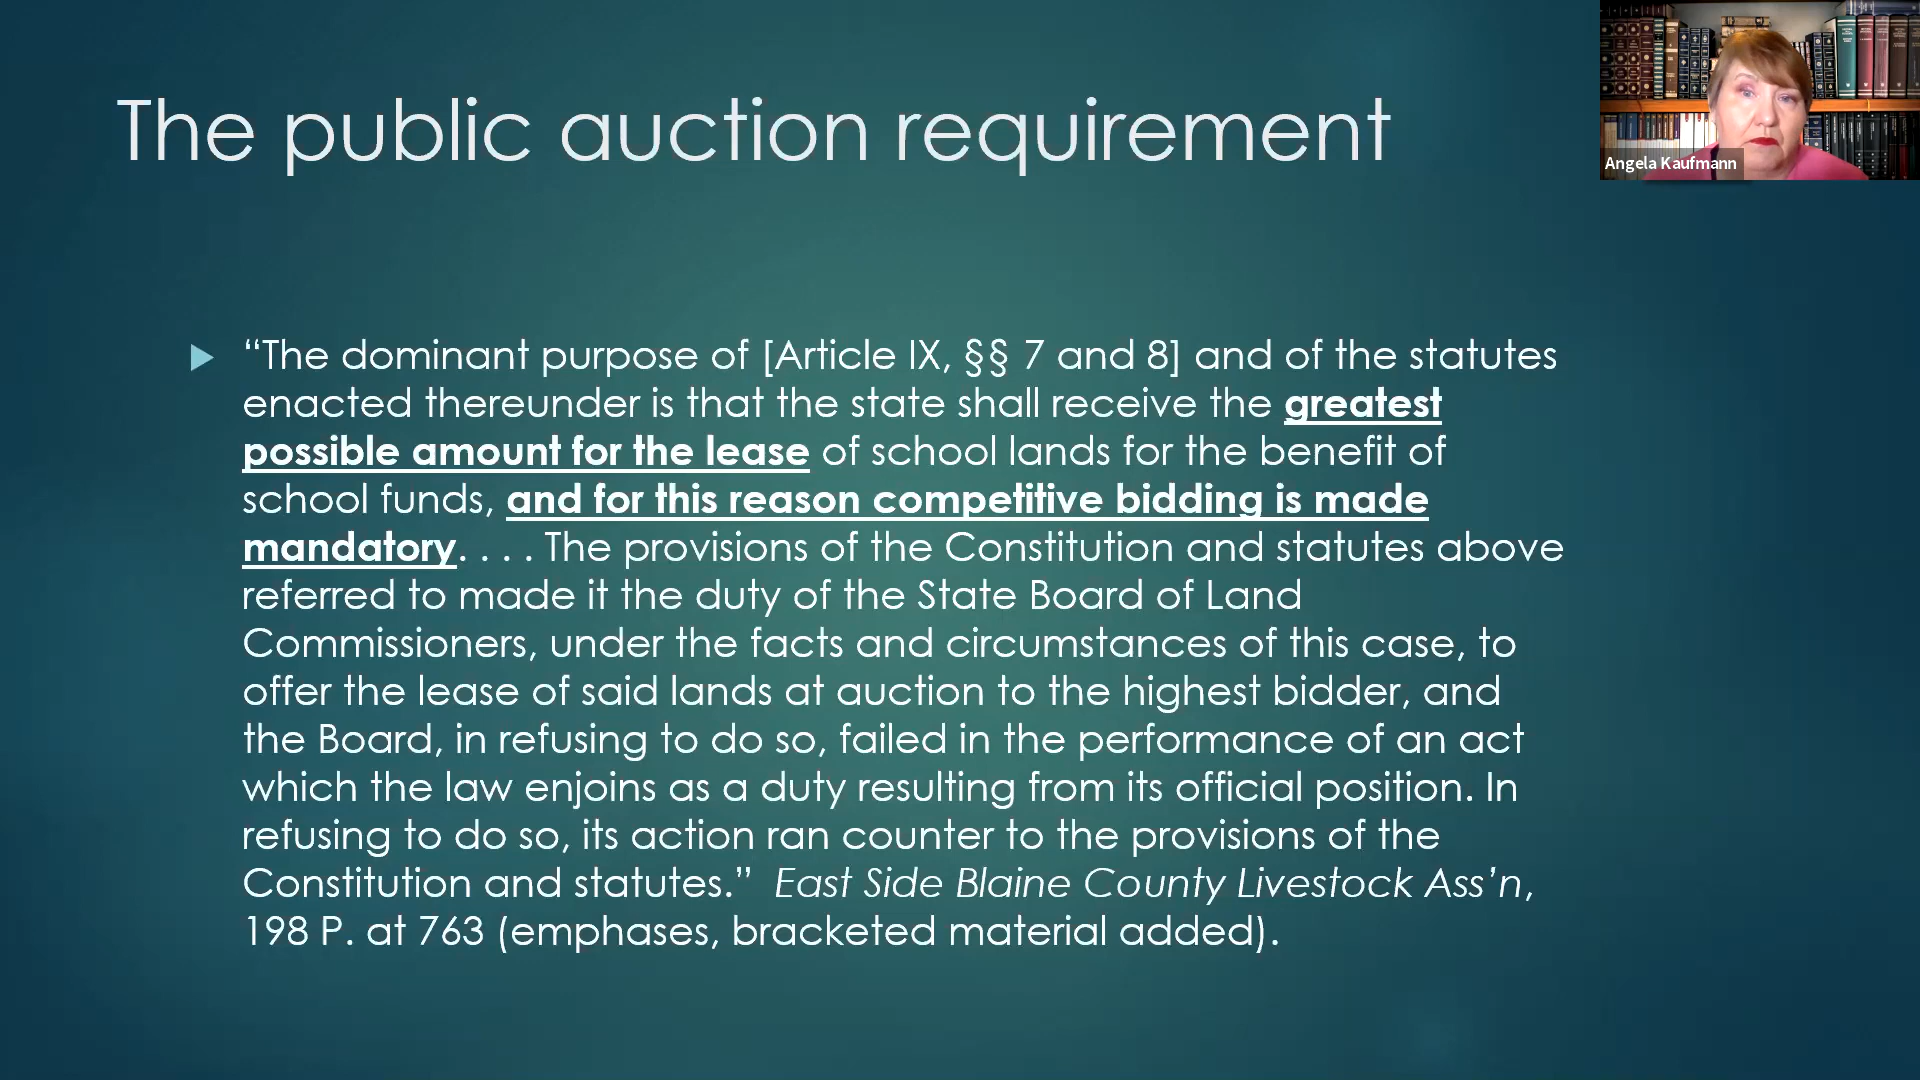 The public auction requirement
Angela Kaufmann
“The dominant purpose of [Article IX, §§ 7 and 8] and of the statutes
enacted thereunder is that the state shall receive the greatest
possible amount for the lease of school lands for the benefit of
school funds, and for this reason competitive bidding is made
mandatory. . . . The provisions of the Constitution and statutes above
referred to made it the duty of the State Board of Land
Commissioners, under the facts and circumstances of this case, to
offer the lease of said lands at auction to the highest bidder, and
the Board, in refusing to do so, failed in the performance of an act
which the law enjoins as a duty resulting from its official position. In
refusing to do so, its action ran counter to the provisions of the
Constitution and statutes.” East Side Blaine County Livestock Ass’n,
198 P. at 763 (emphases, bracketed material added).